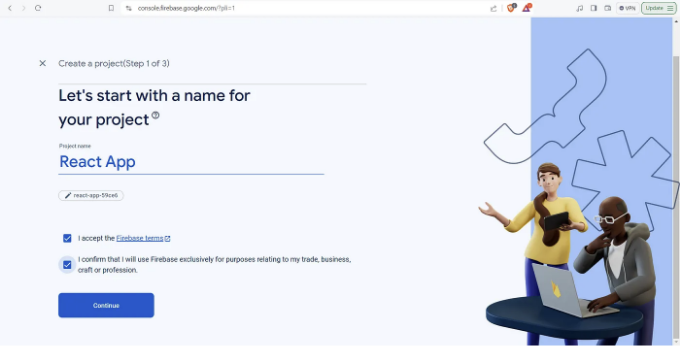 console.firebase.google.com/?pli=1
VPN
Update
Create a project(Step 1 of 3)
Let's start with a name for
your project
Project name
React App
react-app-59ce6
I accept the Firebase terms
I confirm that I will use Firebase exclusively for purposes relating to my trade, business,
craft or profession.
Continue